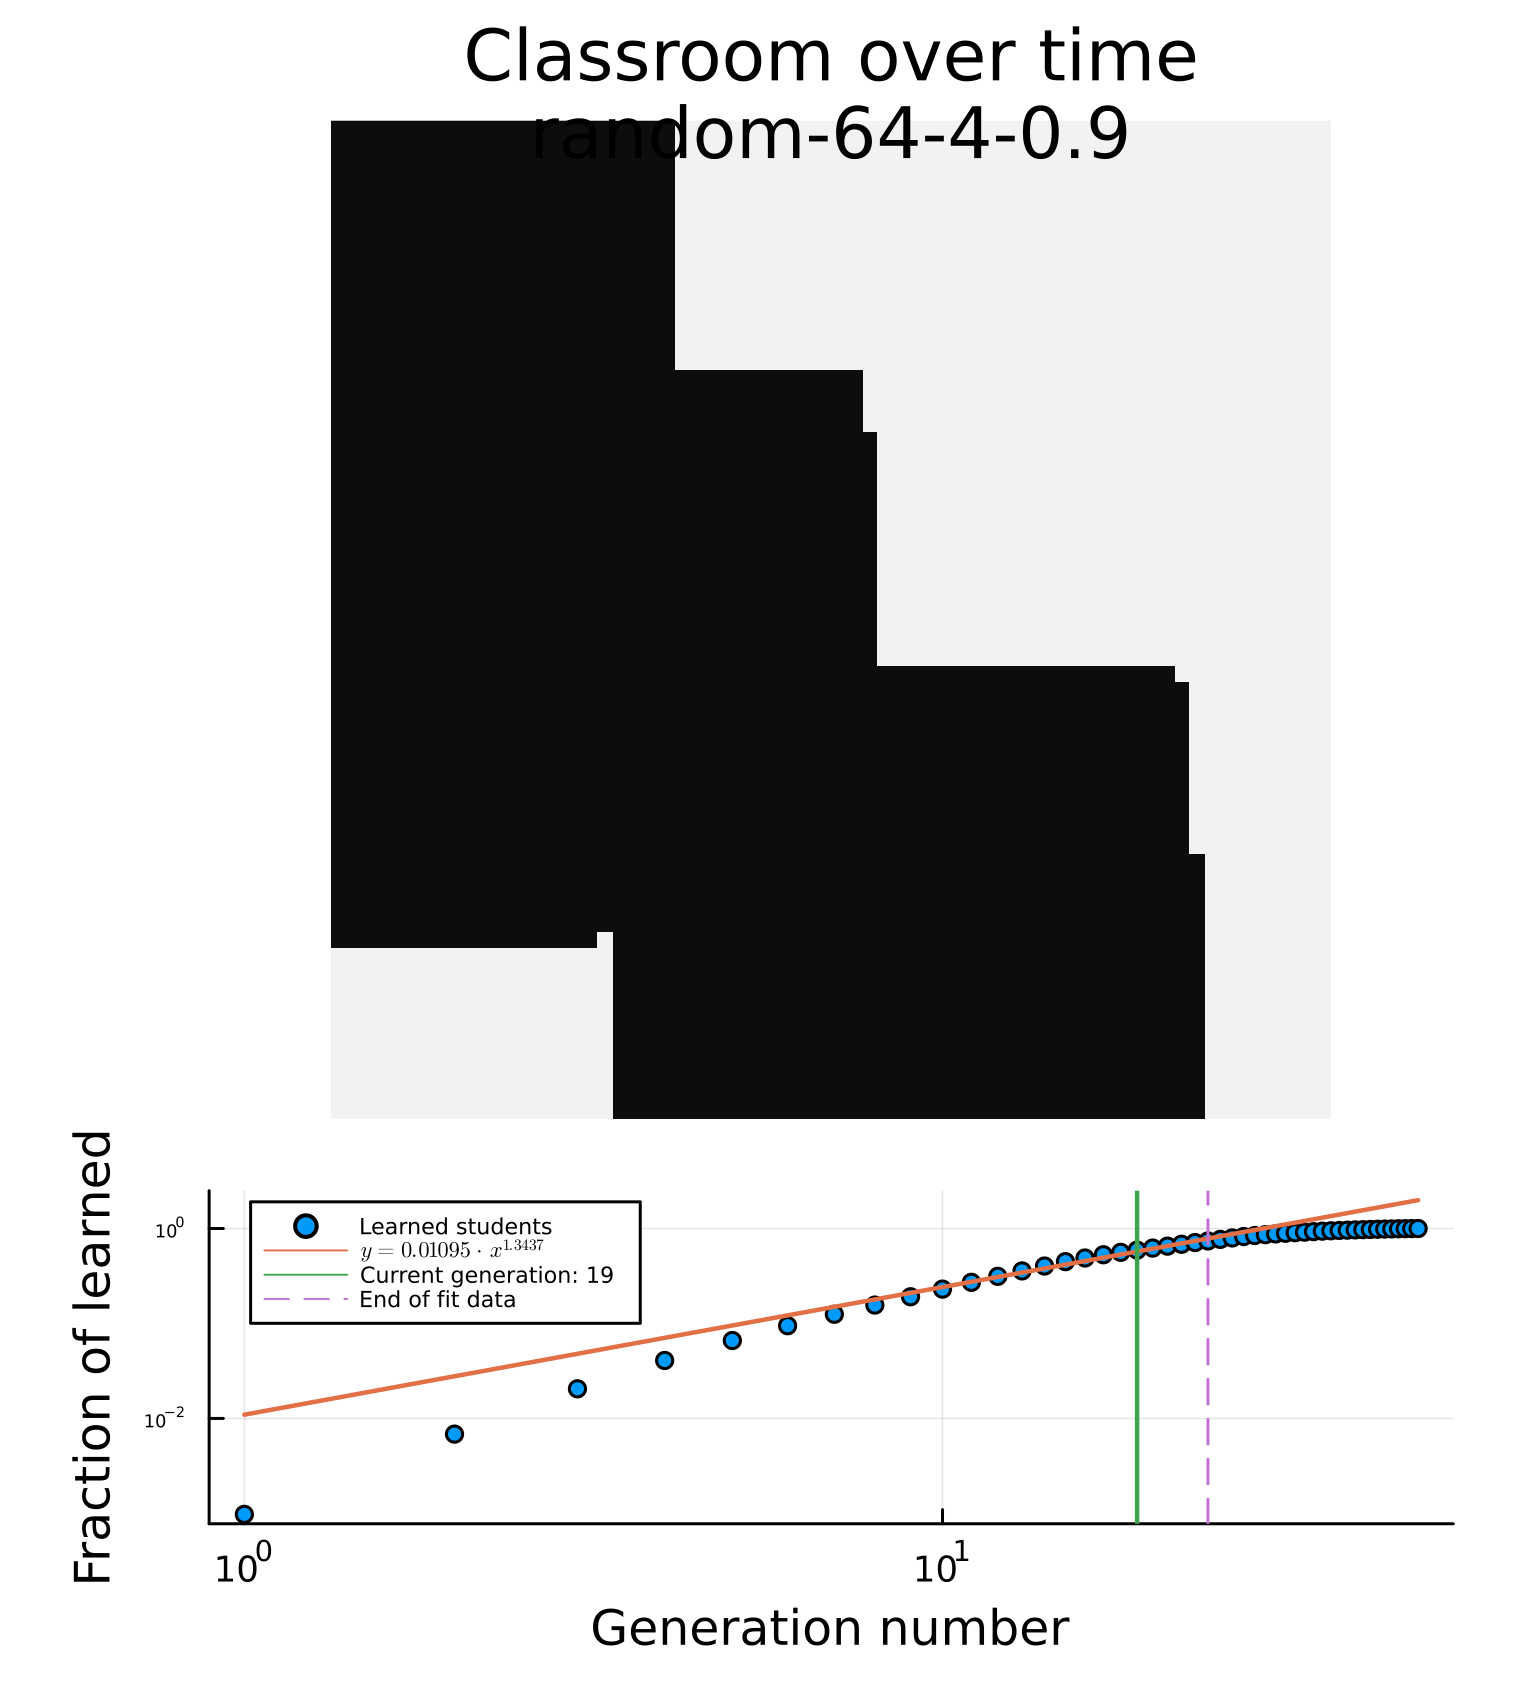 Classroom over time
random-64-4-0.9
Fraction of learned
10⁰
10⁻²
Learned students
y = 0.01095 · x^1.3437
Current generation: 19
End of fit data
10⁰
10¹
Generation number